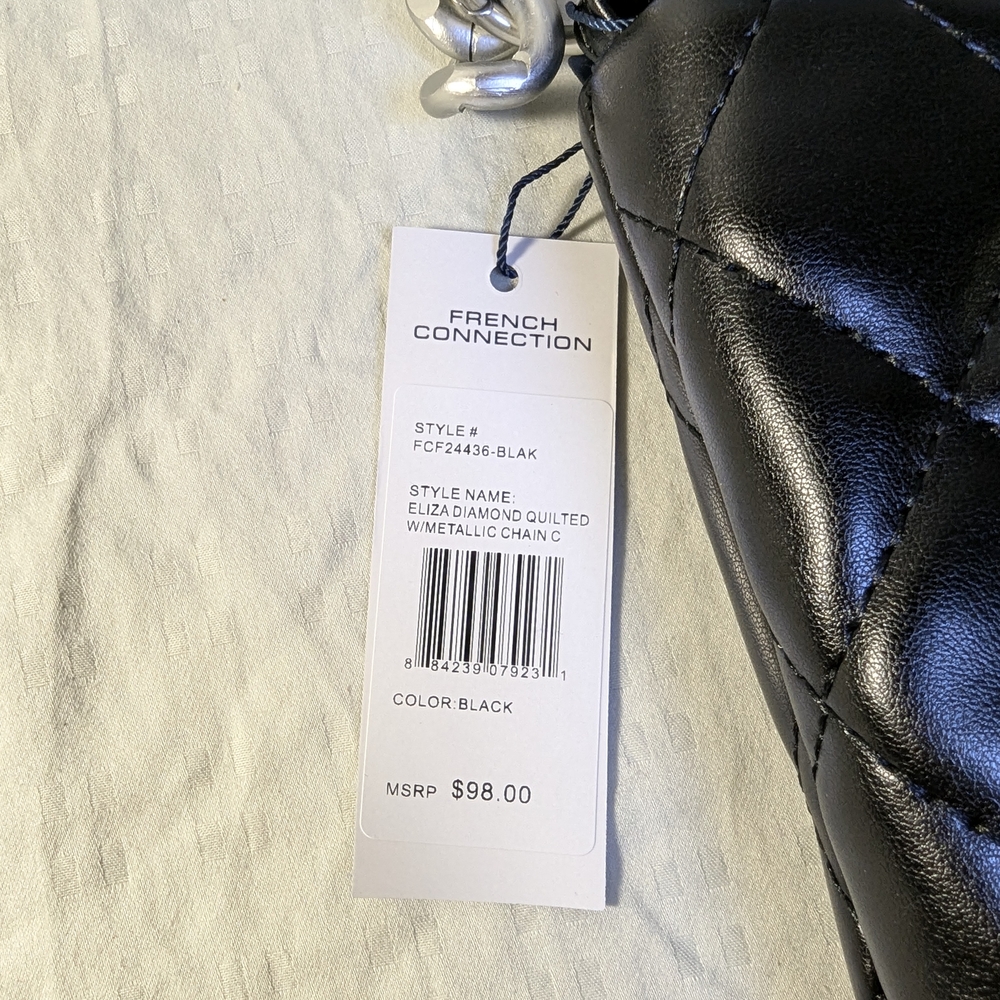 FRENCH
CONNECTION
STYLE #
FCF24436-BLAK
STYLE NAME:
ELIZA DIAMOND QUILTED
W/METALLIC CHAIN C
8 84239 07923 1
COLOR:BLACK
MSRP $98.00